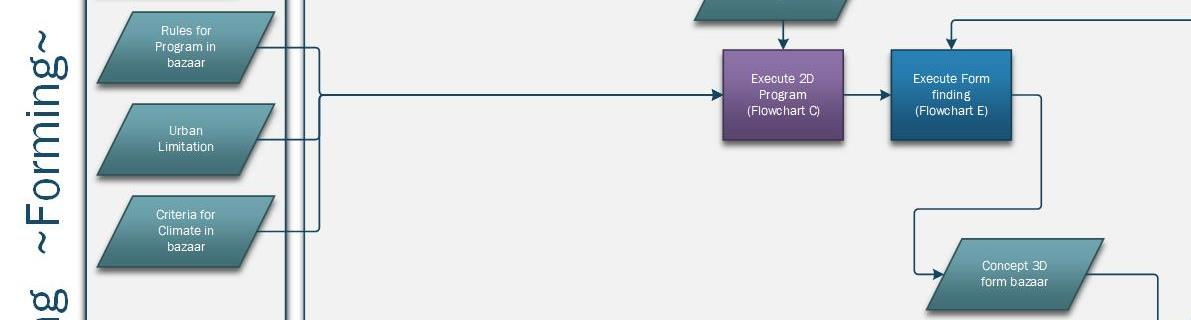 ~Forming~
ng
Rules for
Program in
bazaar
Urban
Limitation
Criteria for
Climate in
bazaar
Execute 2D
Program
(Flowchart C)
Execute Form
finding
(Flowchart E)
Concept 3D
form bazaar